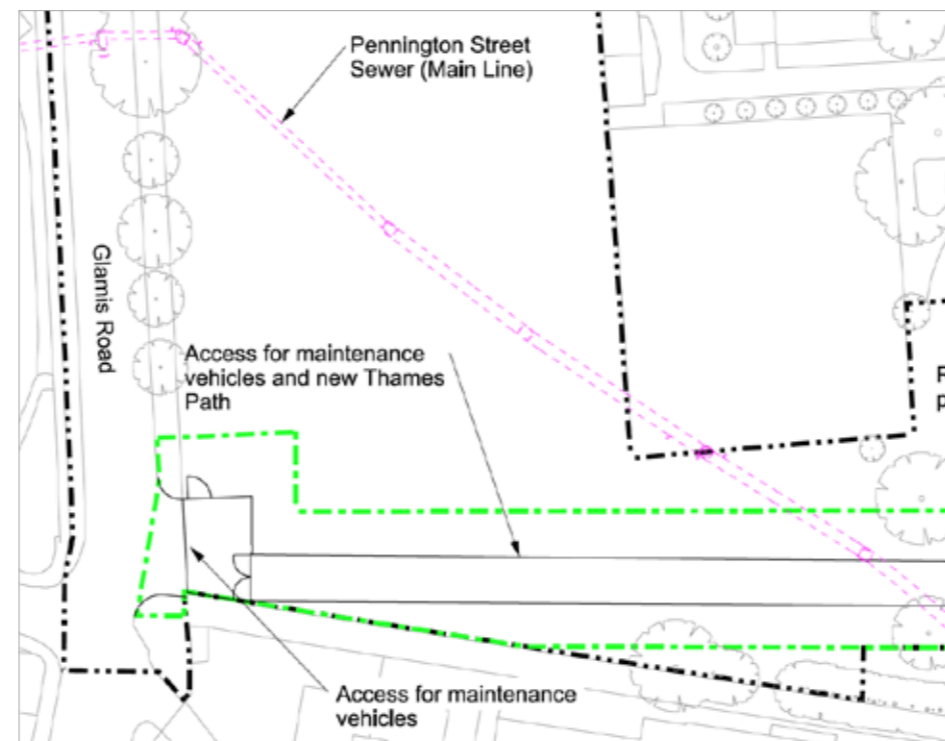 Pennington Street
Sewer (Main Line)
Glamis Road
Access for maintenance
vehicles and new Thames
Path
R
p
Access for maintenance
vehicles